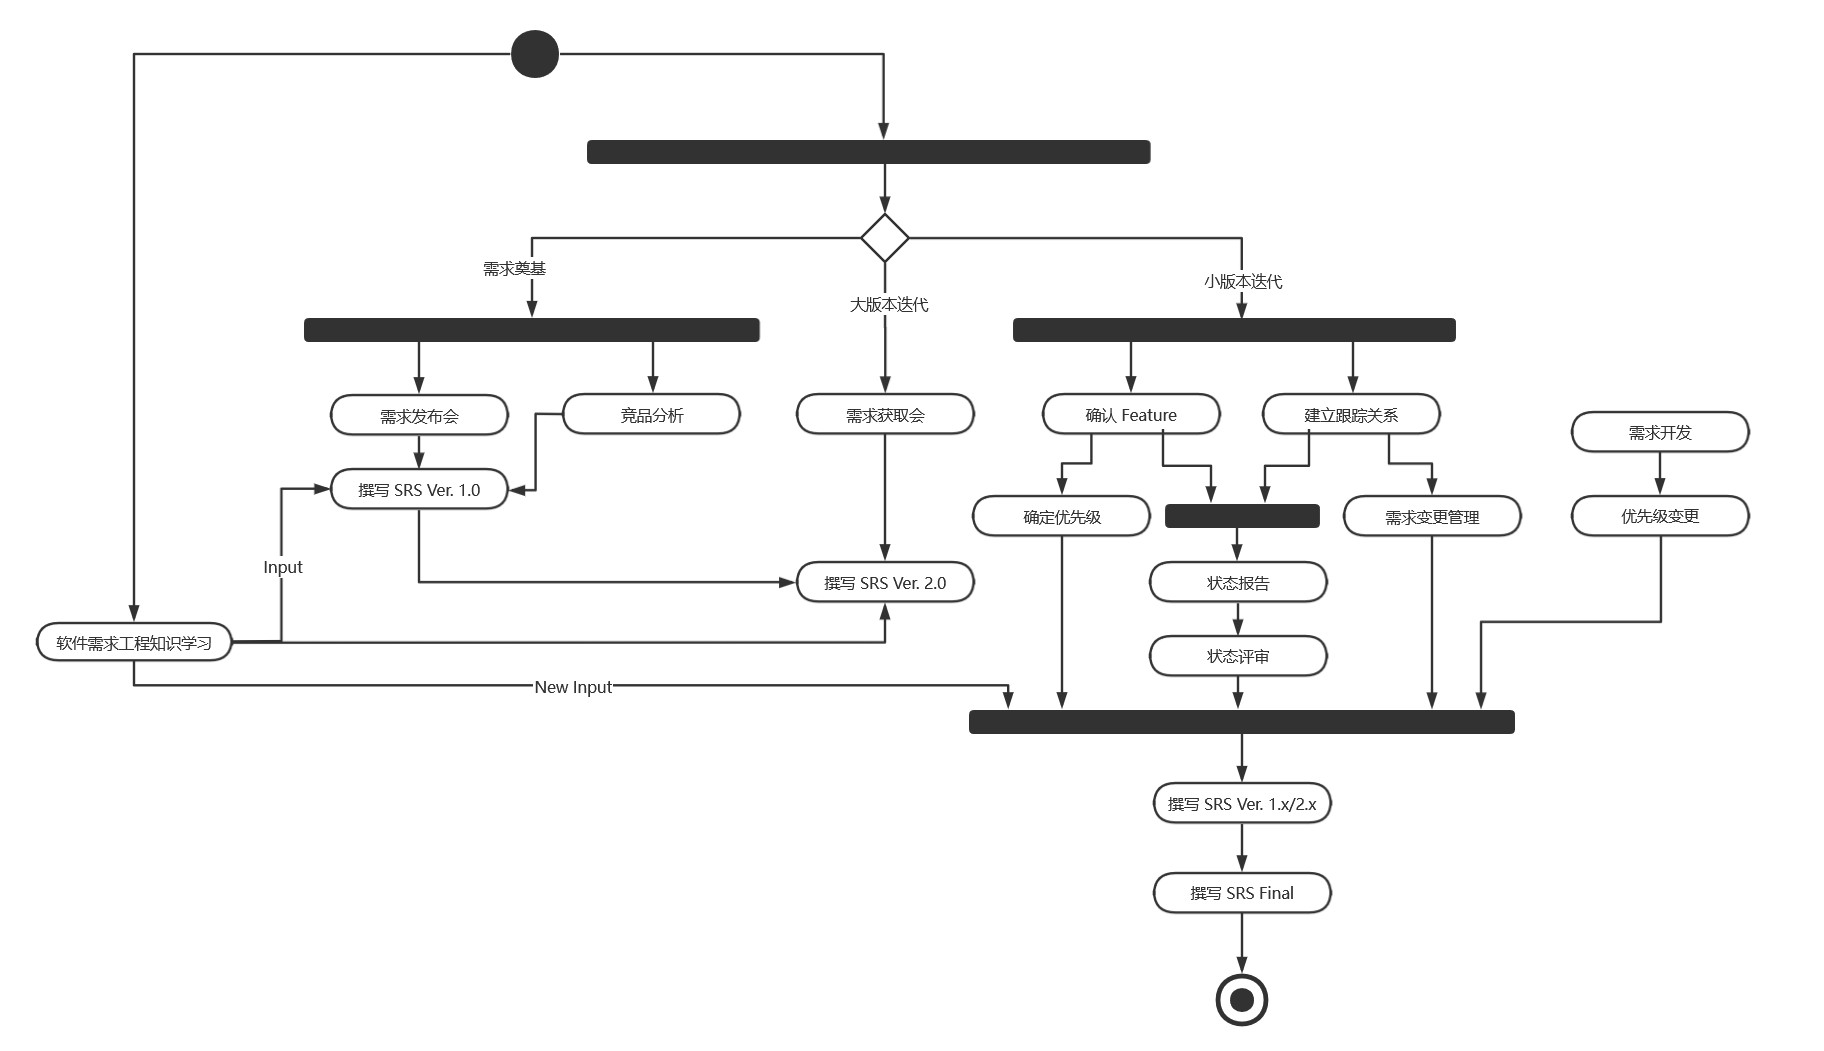 需求奠基
小版本迭代
大版本迭代
需求发布会
竞品分析
需求获取会
确认 Feature
建立跟踪关系
需求开发
撰写 SRS Ver. 1.0
确定优先级
需求变更管理
优先级变更
Input
撰写 SRS Ver. 2.0
状态报告
软件需求工程知识学习
状态评审
New Input
撰写 SRS Ver. 1.x/2.x
撰写 SRS Final